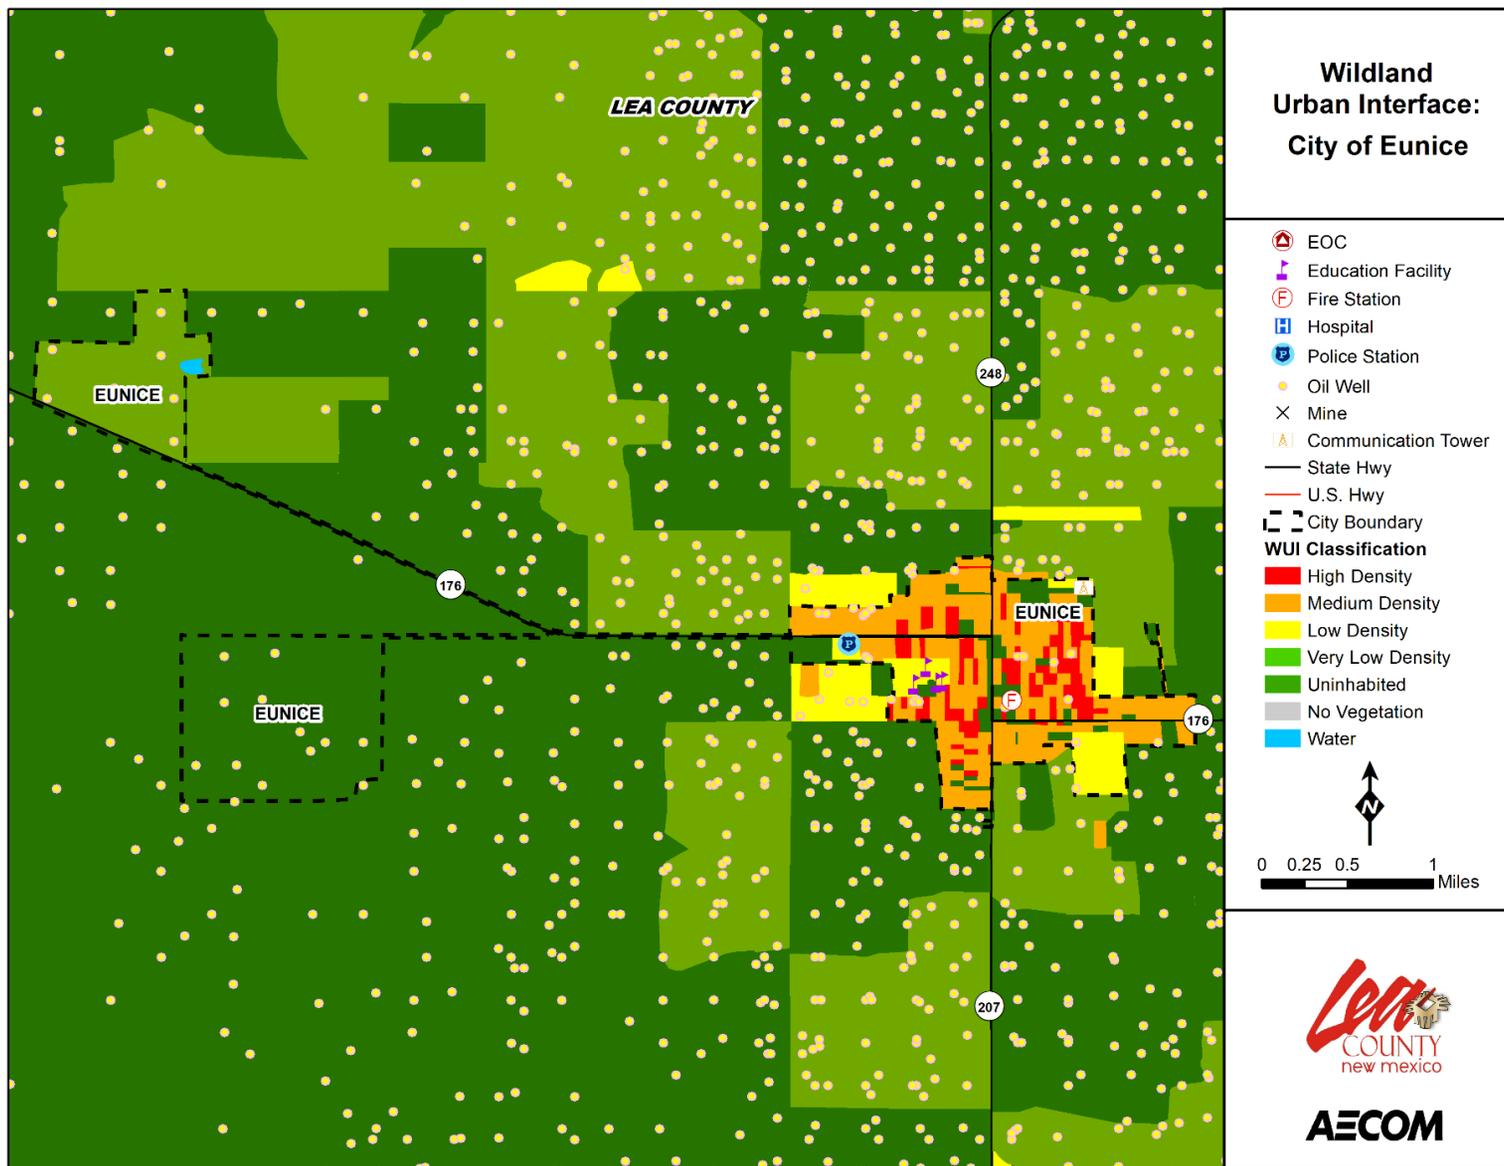 Wildland
Urban Interface:
City of Eunice
LEA COUNTY
EUNICE
248
176
EUNICE
P
EUNICE
F
176
207
EOC
Education Facility
F Fire Station
H Hospital
P Police Station
Oil Well
Mine
Communication Tower
State Hwy
U.S. Hwy
City Boundary
WUI Classification
High Density
Medium Density
Low Density
Very Low Density
Uninhabited
No Vegetation
Water
N
0 0.25 0.5 1
Miles
Lea
COUNTY
new mexico
AECOM